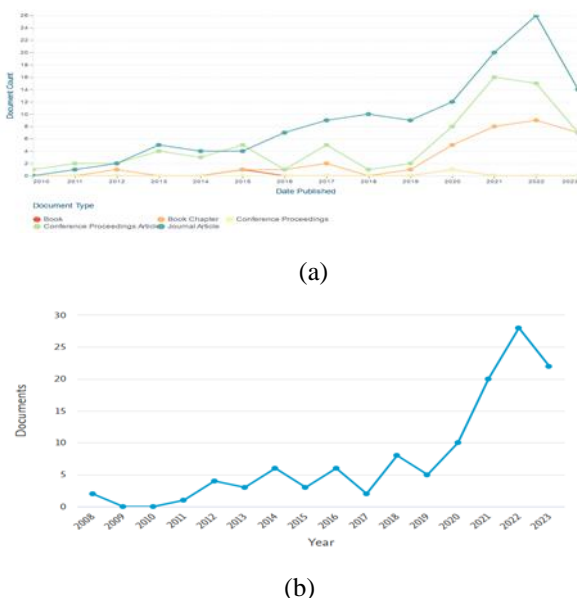 26
24
22
20
18
16
14
12
10
8
6
4
2
0
Document Count
2010 2011 2012 2013 2014 2017 2018 2019 2020 2021 2022
Date Published
Document Type
Book
Book Chapter
Conference Proceedings
Conference Proceedings Article
Journal Article
(a)
30
25
20
15
10
5
0
Documents
2008 2009 2010 2011 2012 2013 2014 2015 2016 2017 2018 2019 2020 2021 2022 2023
Year
(b)